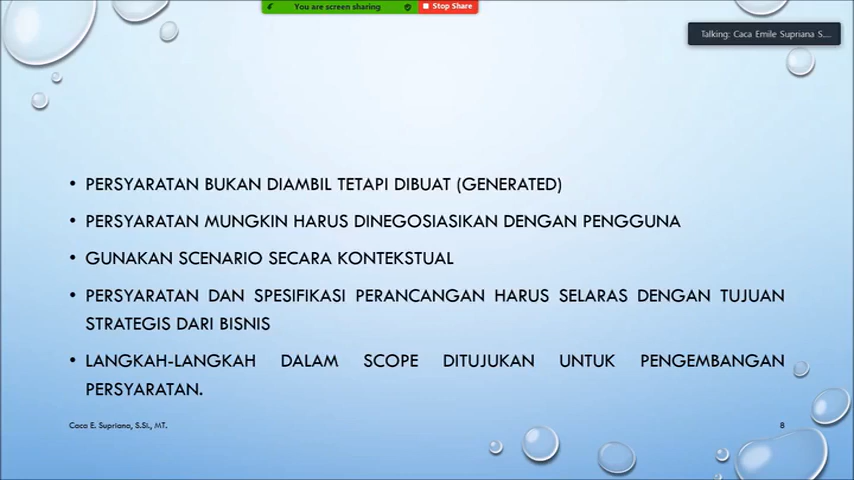 You are screen sharing
Stop Share
Talking: Caca Emile Supriana S....
• PERSYARATAN BUKAN DIAMBIL TETAPI DIBUAT (GENERATED)
• PERSYARATAN MUNGKIN HARUS DINEGOSIASIKAN DENGAN PENGGUNA
• GUNAKAN SCENARIO SECARA KONTEKSTUAL
• PERSYARATAN DAN SPESIFIKASI PERANCANGAN HARUS SELARAS DENGAN TUJUAN
STRATEGIS DARI BISNIS
• LANGKAH-LANGKAH DALAM SCOPE DITUJUKAN UNTUK PENGEMBANGAN
PERSYARATAN.
Caca E. Supriana, S.Si., MT.
8